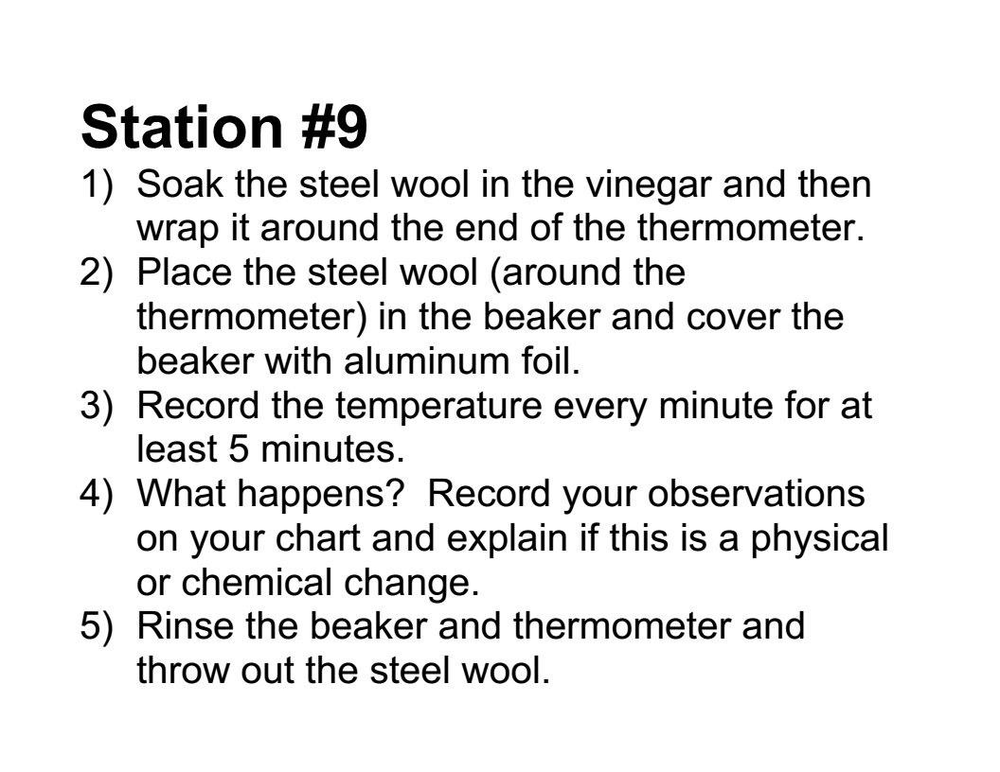 Station #9
1) Soak the steel wool in the vinegar and then
wrap it around the end of the thermometer.
2) Place the steel wool (around the
thermometer) in the beaker and cover the
beaker with aluminum foil.
3) Record the temperature every minute for at
least 5 minutes.
4) What happens?  Record your observations
on your chart and explain if this is a physical
or chemical change.
5) Rinse the beaker and thermometer and
throw out the steel wool.